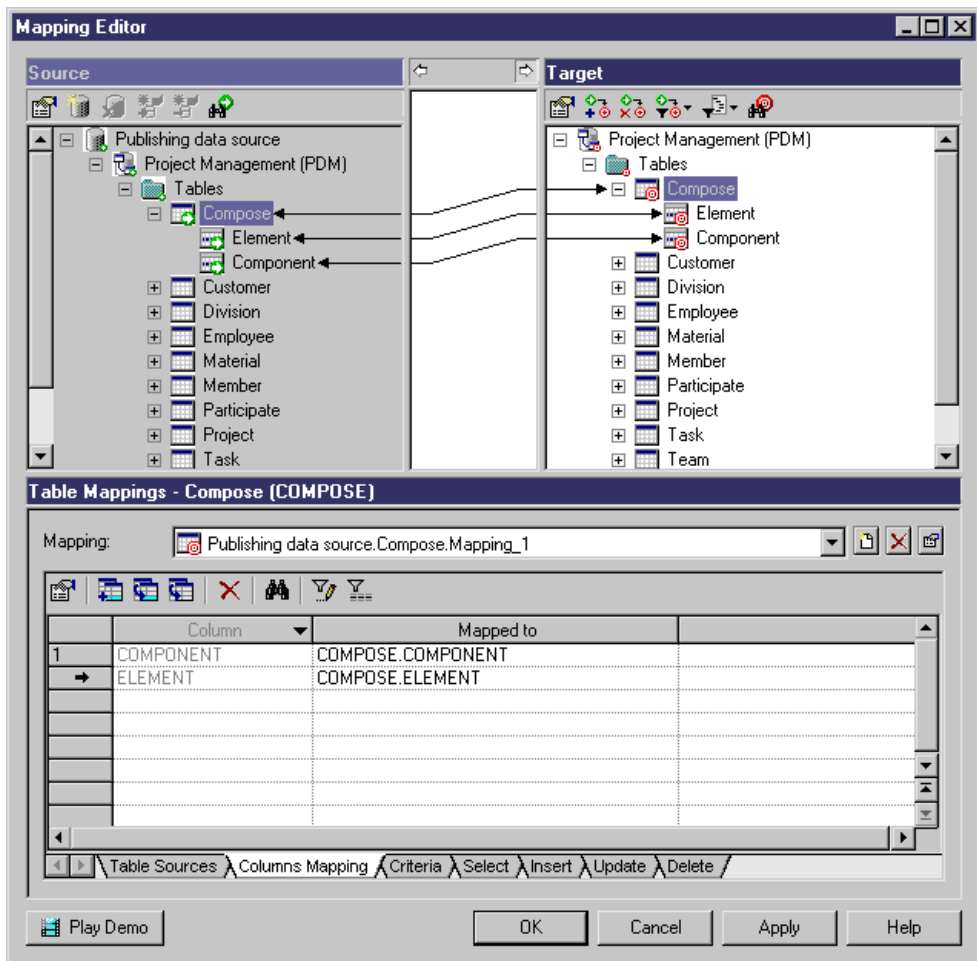 Mapping Editor
Source
Target
Publishing data source
Project Management (PDM)
Tables
Compose
Element
Component
Customer
Division
Employee
Material
Member
Participate
Project
Task
Project Management (PDM)
Tables
Compose
Element
Component
Customer
Division
Employee
Material
Member
Participate
Project
Task
Team
Table Mappings - Compose (COMPOSE)
Mapping: Publishing data source.Compose.Mapping_1
Column Mapped to
1 COMPONENT COMPOSE.COMPONENT
ELEMENT COMPOSE.ELEMENT
Table Sources Columns Mapping Criteria Select Insert Update Delete
Play Demo OK Cancel Apply Help